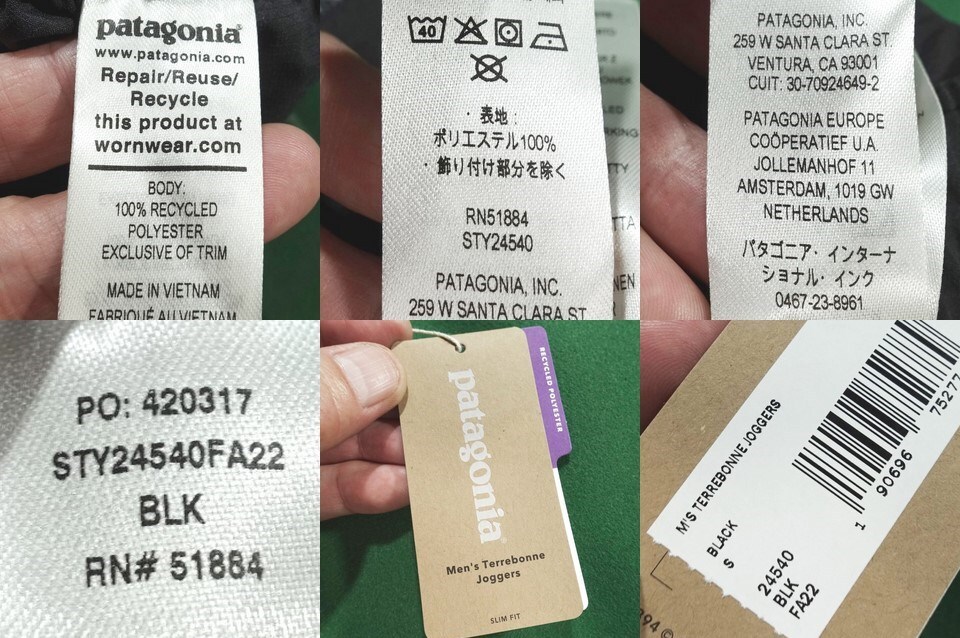 patagonia®
www.patagonia.com
Repair/Reuse/
Recycle
this product at
wornwear.com
BODY:
100% RECYCLED
POLYESTER
EXCLUSIVE OF TRIM
MADE IN VIETNAM
FABRIQUÉ AU VIETNAM
40
・表地：
ポリエステル100%
・飾り付け部分を除く
RN51884
STY24540
PATAGONIA, INC.
259 W SANTA CLARA ST.
PATAGONIA, INC.
259 W SANTA CLARA ST.
VENTURA, CA 93001
CUIT: 30-70924649-2
PATAGONIA EUROPE
COÖPERATIEF U.A.
JOLLEMANHOF 11
AMSTERDAM, 1019 GW
NETHERLANDS
パタゴニア・インターナ
ショナル・インク
0467-23-8961
PO: 420317
STY24540FA22
BLK
RN# 51884
patagonia®
RECYCLED POLYESTER
Men's Terrebonne
Joggers
SLIM FIT
M'S TERREBONNE JOGGERS
BLACK
S
24540
BLK
FA22
1 90696 75277